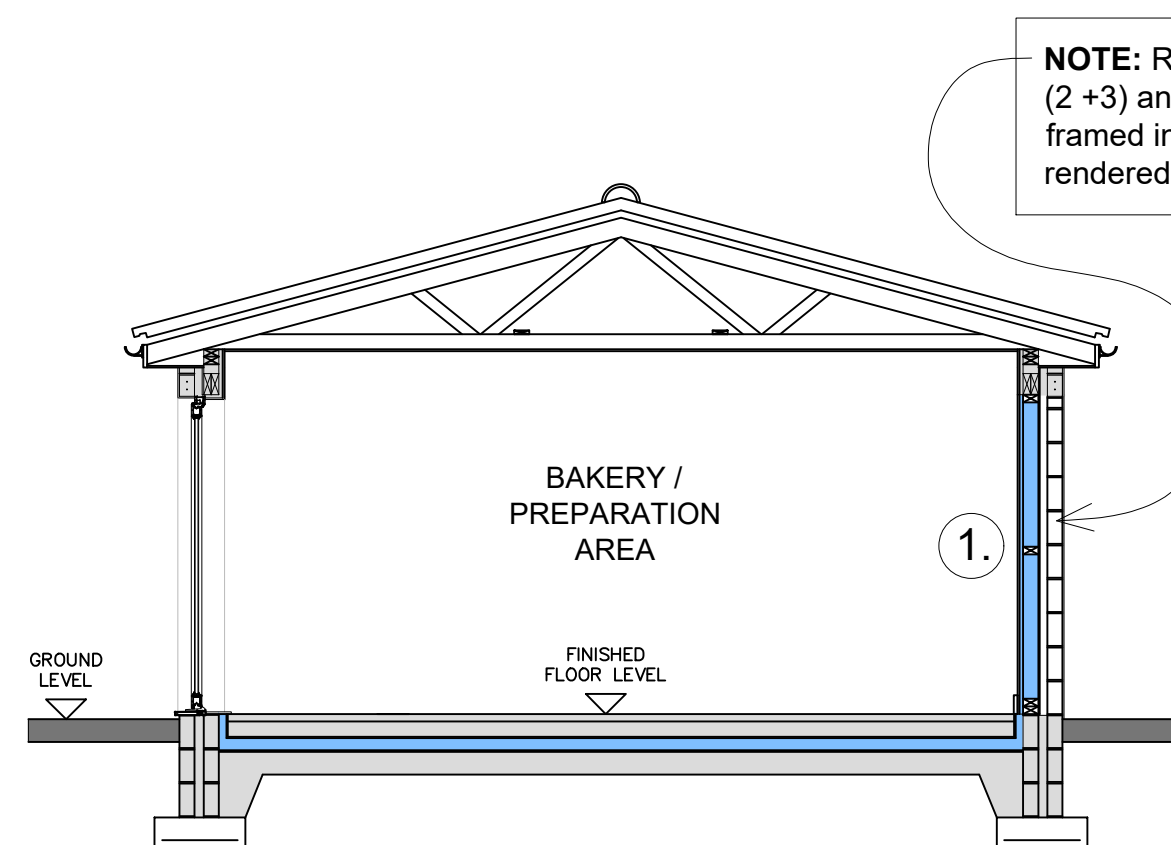 NOTE: R
(2 +3) an
framed in
rendered
BAKERY /
PREPARATION
AREA
1.
GROUND
LEVEL
FINISHED
FLOOR LEVEL